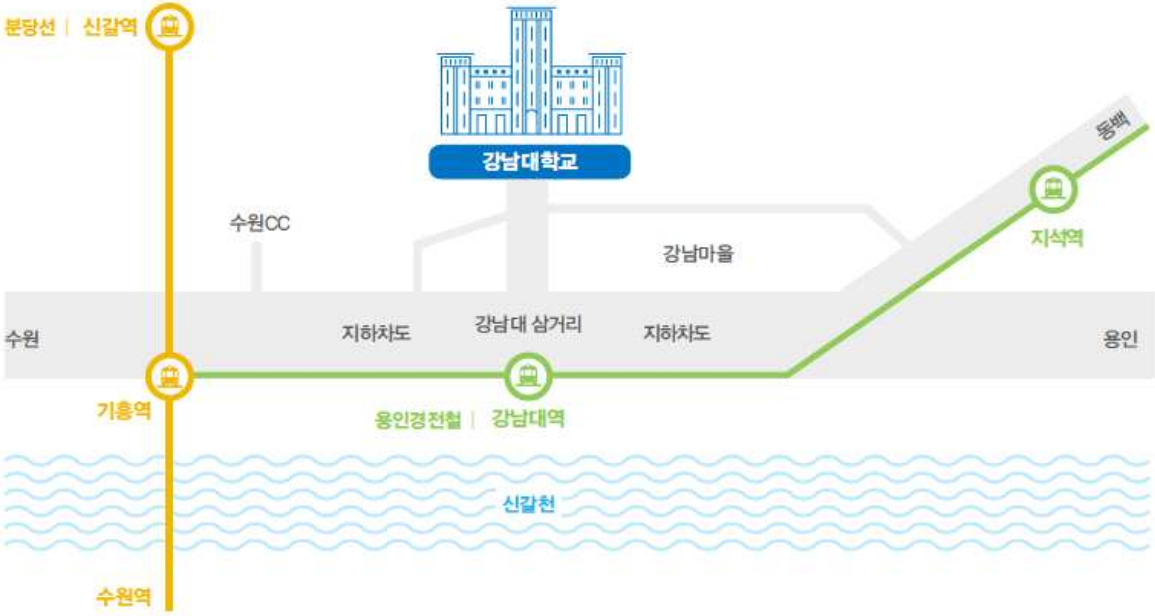 분당선 | 신갈역
강남대학교
동백
수원CC
지석역
강남마을
수원
지하차도
강남대 삼거리
지하차도
용인
기흥역
용인경전철 | 강남대역
신갈천
수원역